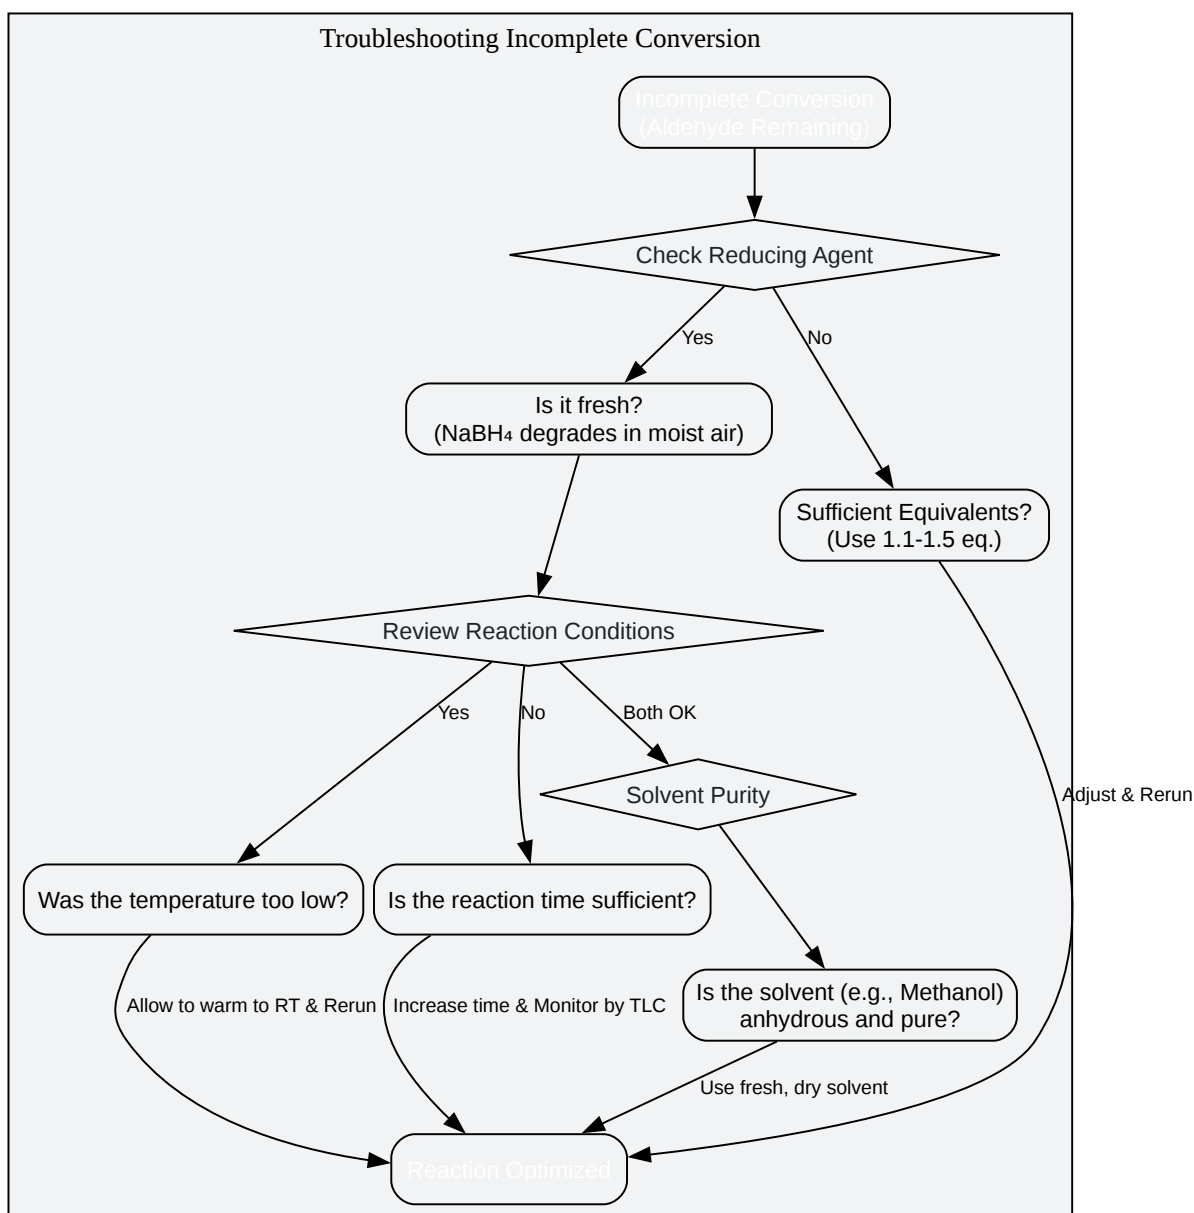 Troubleshooting Incomplete Conversion
Incomplete Conversion
(Aldehyde Remaining)
Check Reducing Agent
Yes
No
Is it fresh?
(NaBH₄ degrades in moist air)
Sufficient Equivalents?
(Use 1.1-1.5 eq.)
Review Reaction Conditions
Yes
No
Both OK
Solvent Purity
Adjust & Rerun
Was the temperature too low?
Is the reaction time sufficient?
Is the solvent (e.g., Methanol)
anhydrous and pure?
Allow to warm to RT & Rerun
Increase time & Monitor by TLC
Use fresh, dry solvent
Reaction Optimized